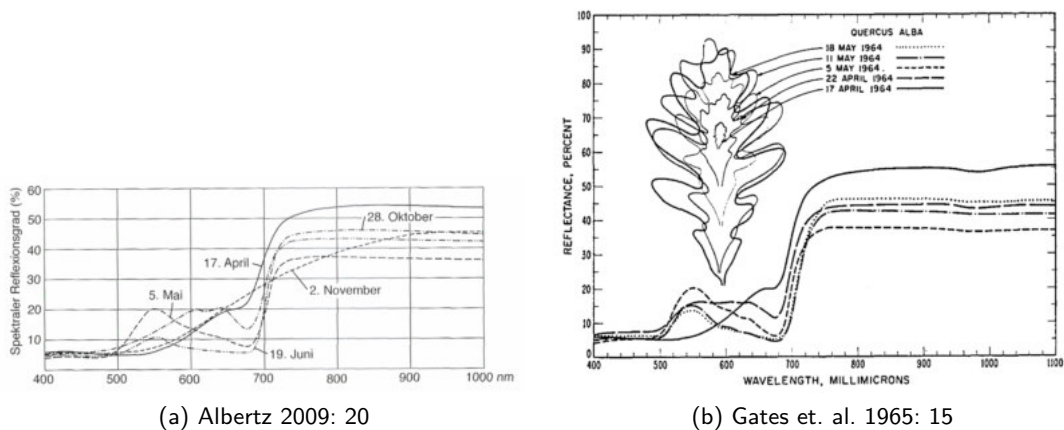 Spektraler Reflexionsgrad (%)
60
50
40
30
20
10
28. Oktober
17. April
5. Mai
2. November
19. Juni
400 500 600 700 800 900 1000 nm
(a) Albertz 2009: 20
REFLECTANCE, PERCENT
100
90
80
70
60
50
40
30
20
10
0
QUERCUS ALBA
18 MAY 1964
11 MAY 1964
5 MAY 1964.
22 APRIL 1964
17 APRIL 1964
400 500 600 700 800 900 1000 1100
WAVELENGTH, MILLIMICRONS
(b) Gates et. al. 1965: 15